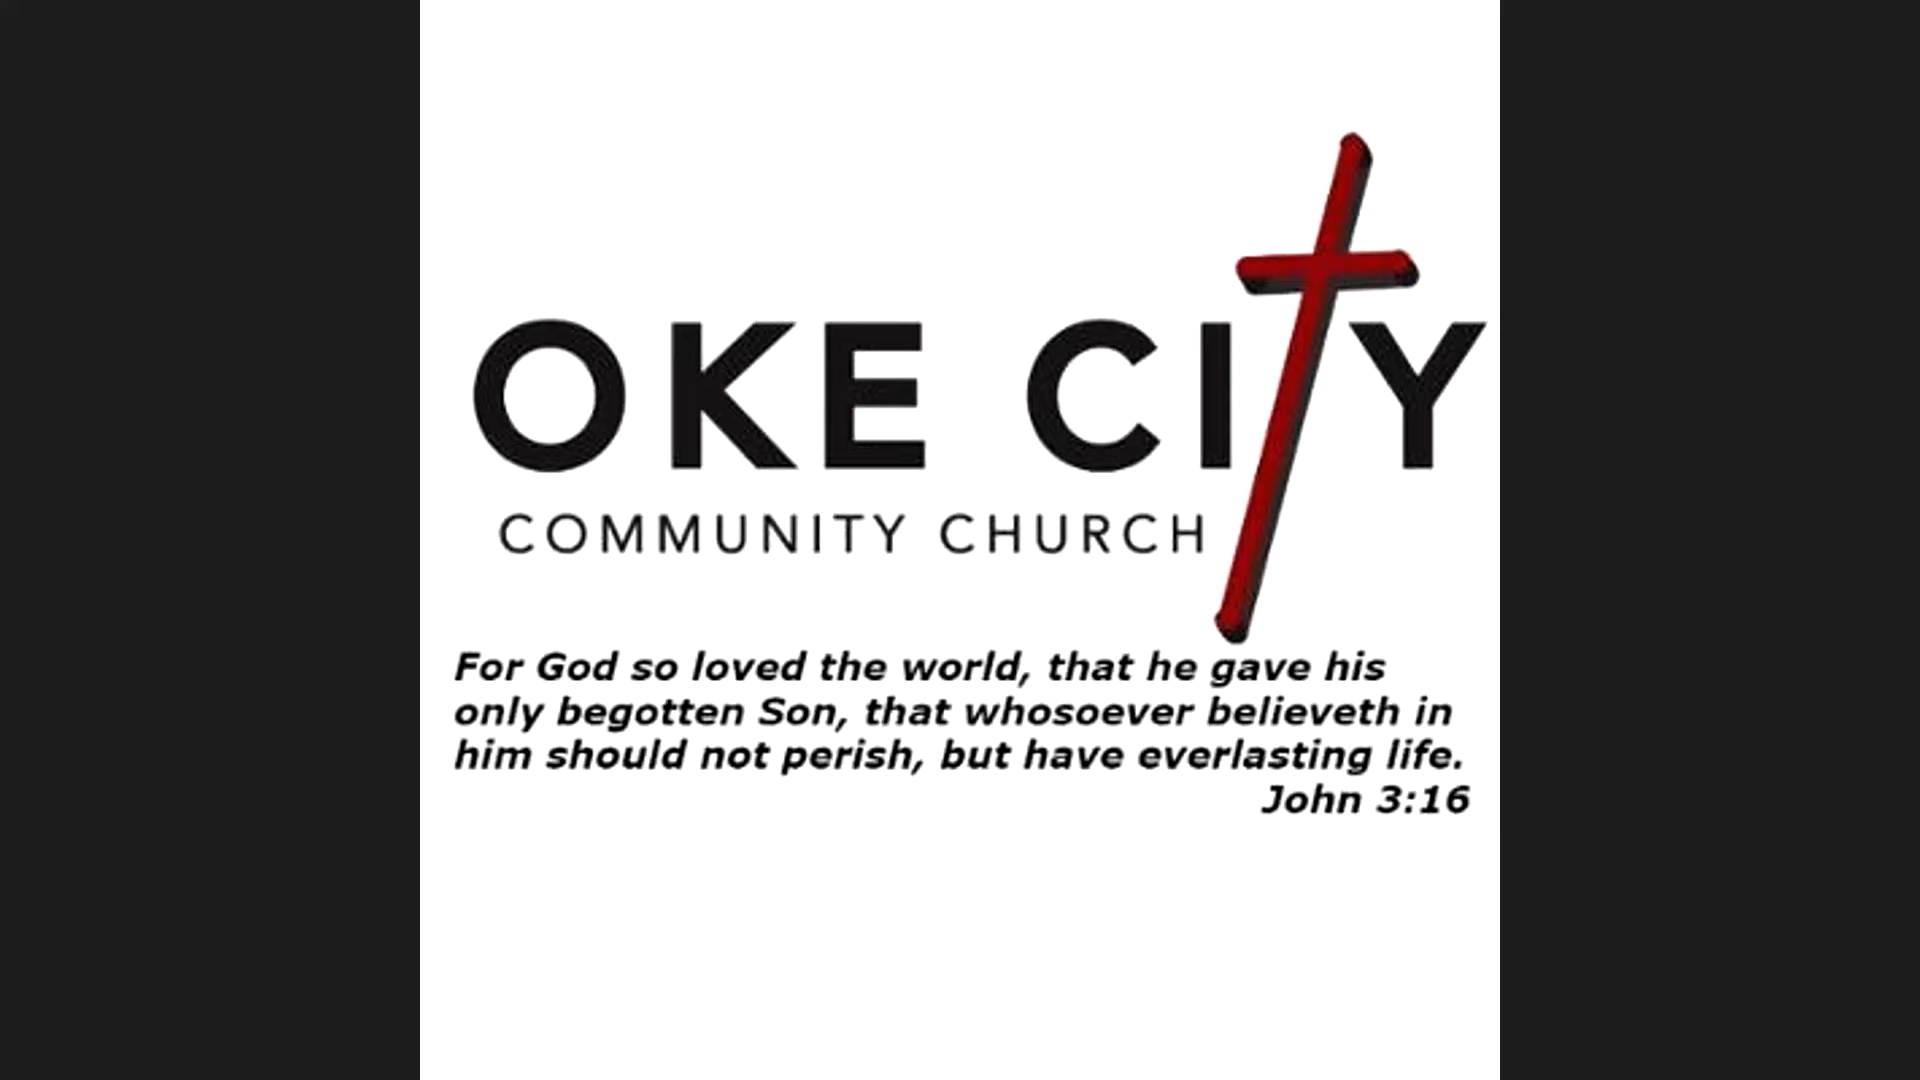 OKE CITY
COMMUNITY CHURCH
For God so loved the world, that he gave his
only begotten Son, that whosoever believeth in
him should not perish, but have everlasting life.
John 3:16